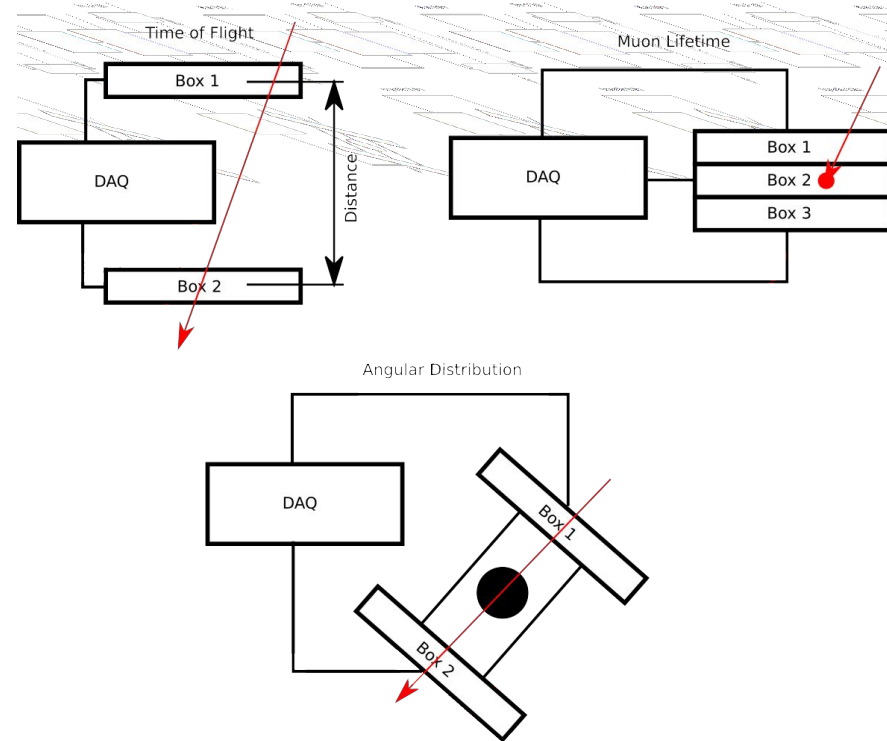 Time of Flight
Box 1
DAQ
Distance
Box 2
Muon Lifetime
DAQ
Box 1
Box 2
Box 3
Angular Distribution
DAQ
Box 1
Box 2